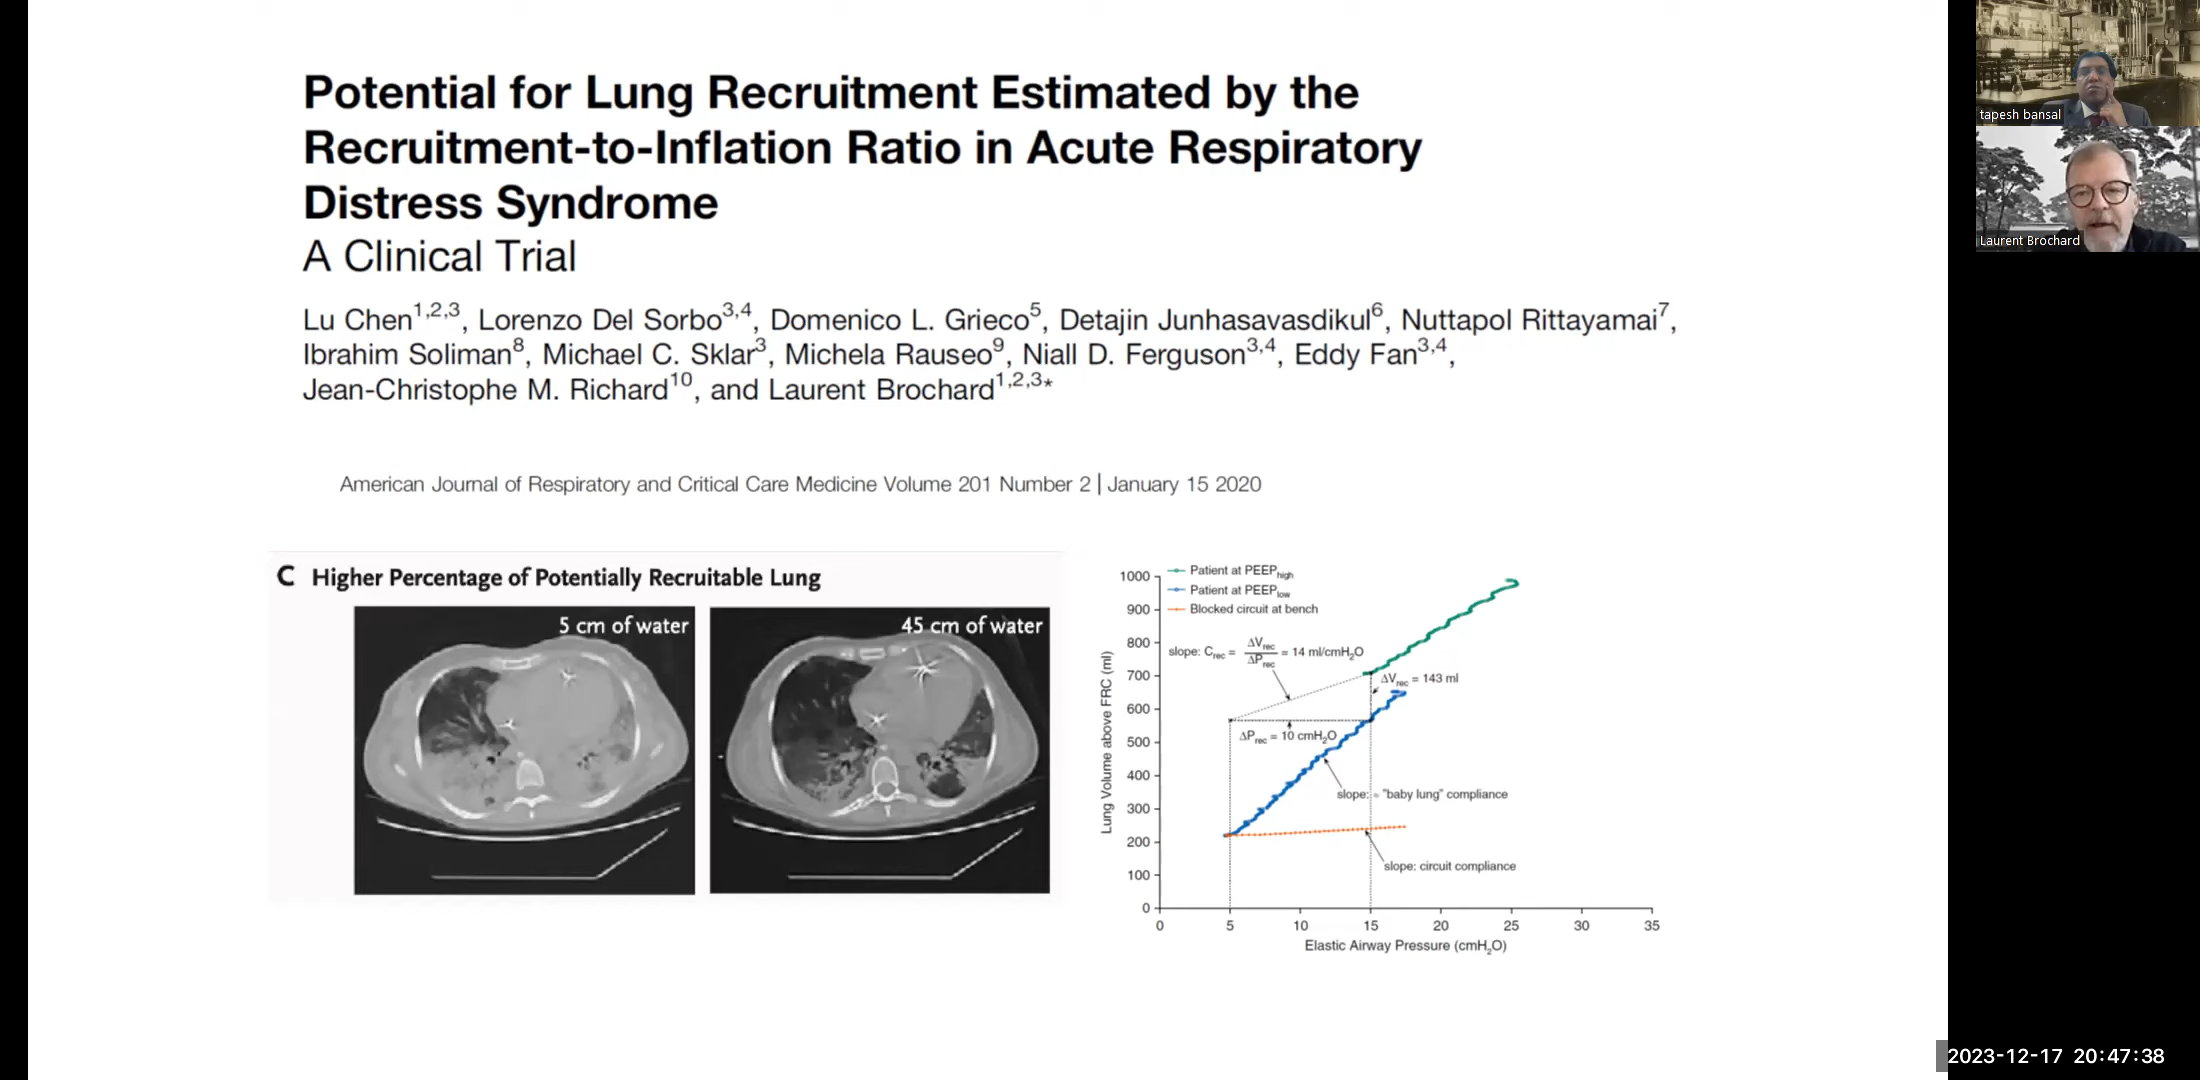 Potential for Lung Recruitment Estimated by the
Recruitment-to-Inflation Ratio in Acute Respiratory
Distress Syndrome
A Clinical Trial
Lu Chen1,2,3, Lorenzo Del Sorbo3,4, Domenico L. Grieco5, Detajin Junhasavasdikul6, Nuttapol Rittayamai7,
Ibrahim Soliman8, Michael C. Sklar3, Michela Rauseo9, Niall D. Ferguson3,4, Eddy Fan3,4,
Jean-Christophe M. Richard10, and Laurent Brochard1,2,3*
American Journal of Respiratory and Critical Care Medicine Volume 201 Number 2 | January 15 2020
C Higher Percentage of Potentially Recruitable Lung
5 cm of water
45 cm of water
Patient at PEEPhigh
Patient at PEEPlow
Blocked circuit at bench
slope: Crec = ΔVrec / ΔPrec = 14 ml/cmH2O
ΔVrec = 143 ml
ΔPrec = 10 cmH2O
slope: ≈ "baby lung" compliance
slope: circuit compliance
Lung Volume above FRC (ml)
1000
900
800
700
600
500
400
300
200
100
0
0 5 10 15 20 25 30 35
Elastic Airway Pressure (cmH2O)
tapesh bansal
Laurent Brochard
2023-12-17 20:47:38